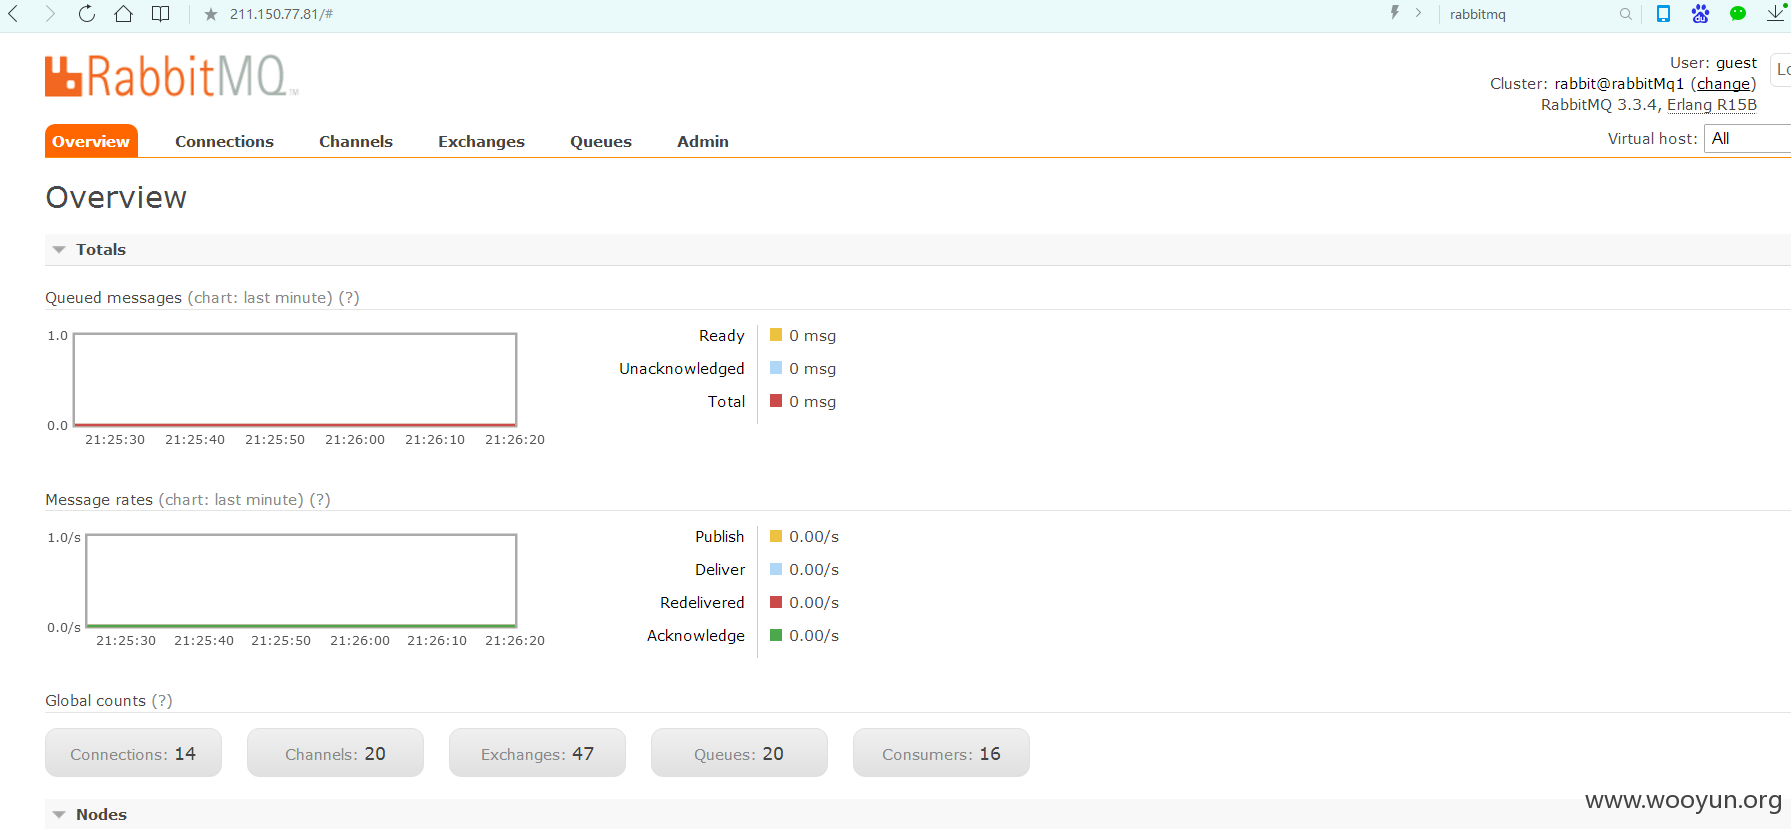 211.150.77.81/#
rabbitmq
RabbitMQ™
User: guest
Cluster: rabbit@rabbitMq1 (change)
RabbitMQ 3.3.4, Erlang R15B
Virtual host: All
Overview Connections Channels Exchanges Queues Admin
Overview
Totals
Queued messages (chart: last minute) (?)
1.0
0.0
21:25:30 21:25:40 21:25:50 21:26:00 21:26:10 21:26:20
Ready 0 msg
Unacknowledged 0 msg
Total 0 msg
Message rates (chart: last minute) (?)
1.0/s
0.0/s
21:25:30 21:25:40 21:25:50 21:26:00 21:26:10 21:26:20
Publish 0.00/s
Deliver 0.00/s
Redelivered 0.00/s
Acknowledge 0.00/s
Global counts (?)
Connections: 14 Channels: 20 Exchanges: 47 Queues: 20 Consumers: 16
Nodes
www.wooyun.org